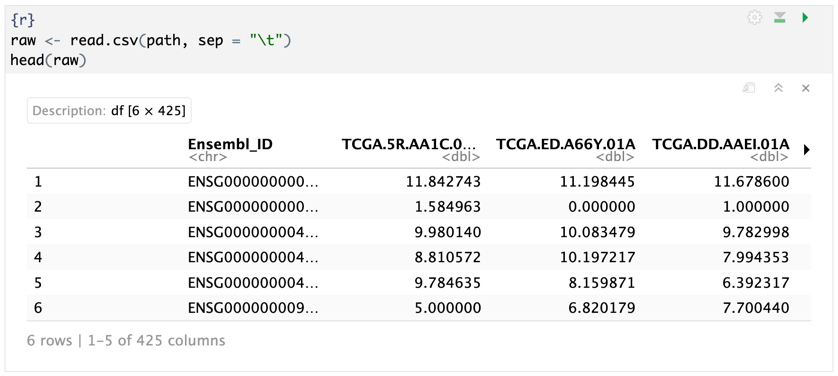 {r}
raw <- read.csv(path, sep = "\t")
head(raw)
Description: df [6 × 425]
Ensembl_ID TCGA.5R.AA1C.0... TCGA.ED.A66Y.01A TCGA.DD.AAEI.01A
<chr> <dbl> <dbl> <dbl>
1 ENSG000000000... 11.842743 11.198445 11.678600
2 ENSG000000000... 1.584963 0.000000 1.000000
3 ENSG000000004... 9.980140 10.083479 9.782998
4 ENSG000000004... 8.810572 10.197217 7.994353
5 ENSG000000004... 9.784635 8.159871 6.392317
6 ENSG000000009... 5.000000 6.820179 7.700440
6 rows | 1-5 of 425 columns